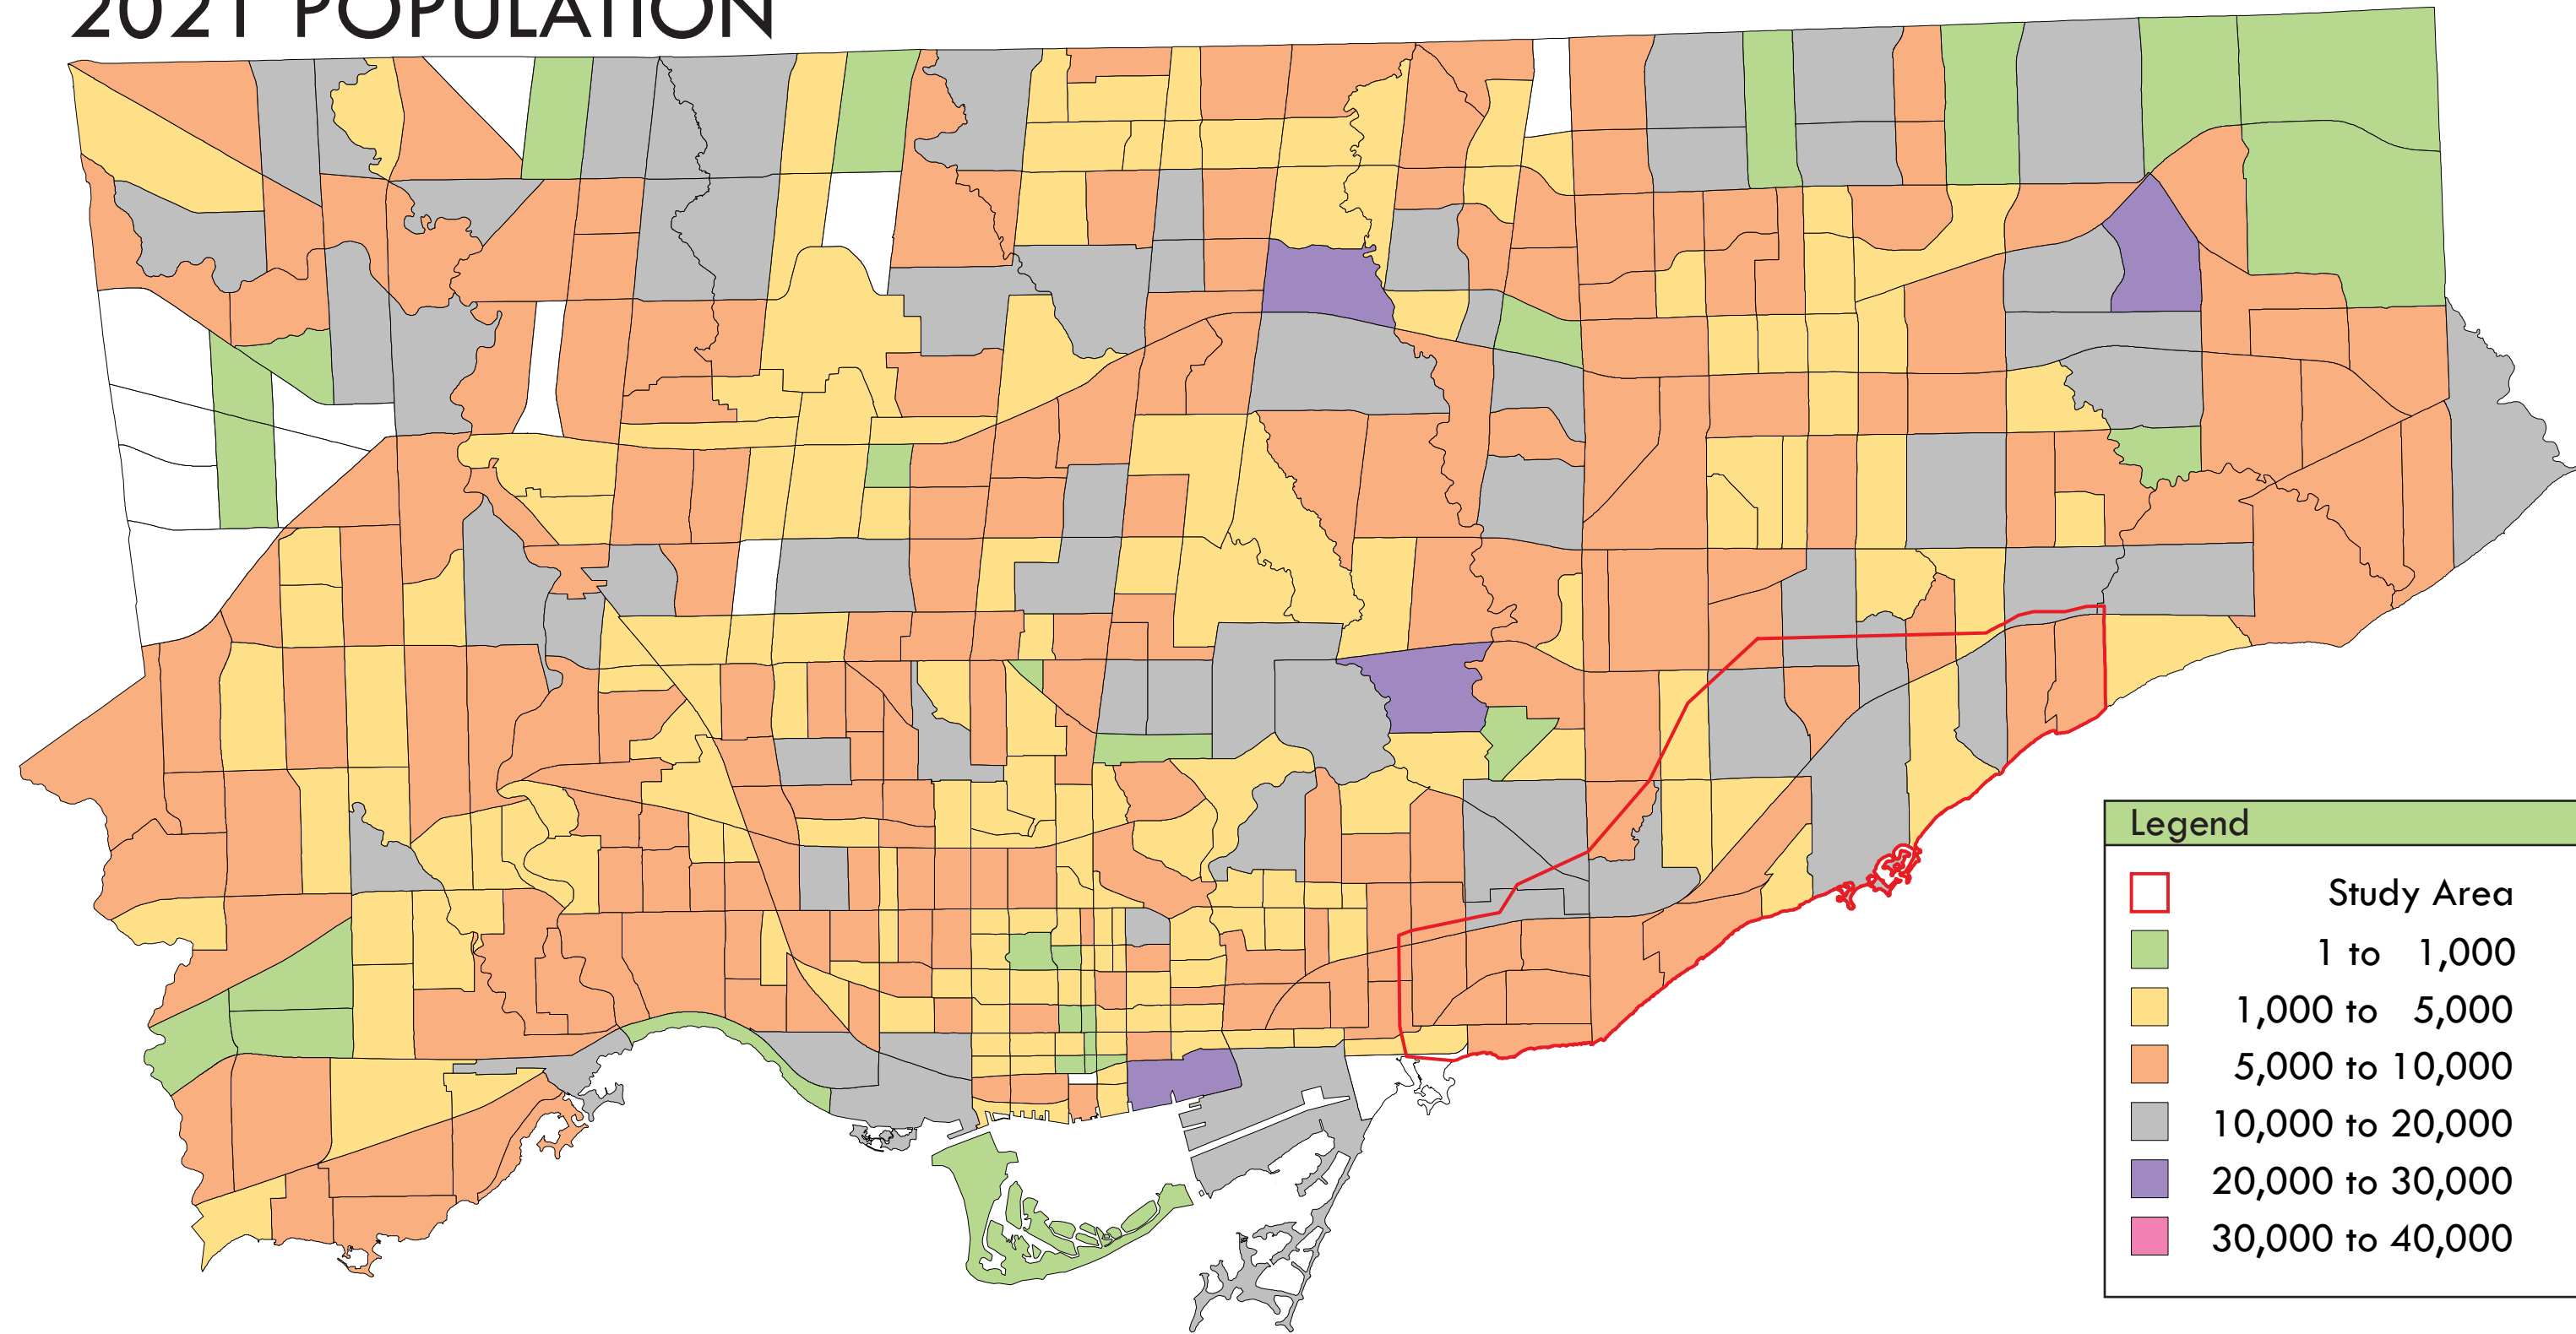 2021 POPULATION
Legend
Study Area
1 to 1,000
1,000 to 5,000
5,000 to 10,000
10,000 to 20,000
20,000 to 30,000
30,000 to 40,000